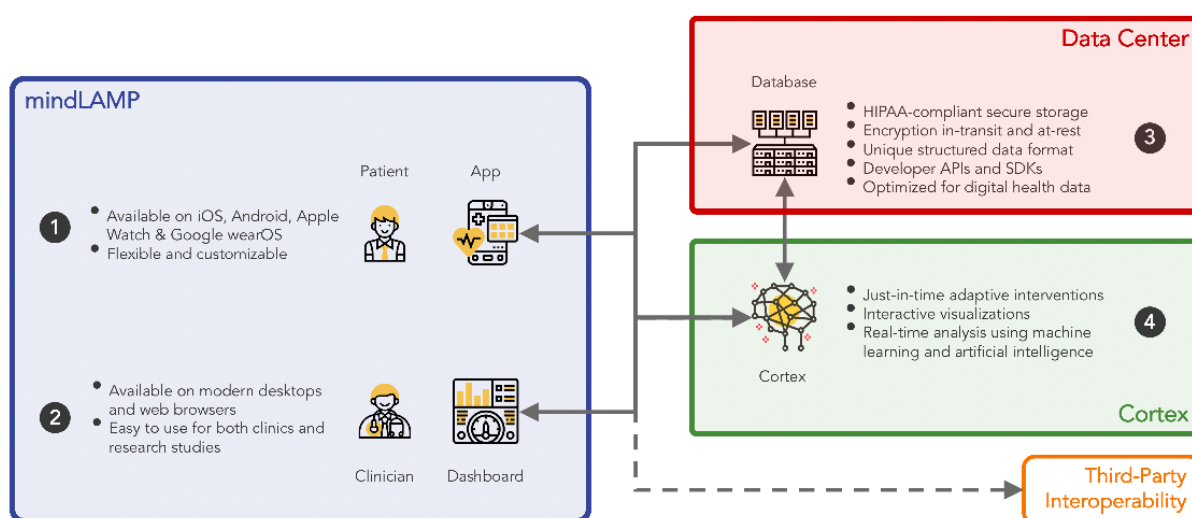 mindLAMP
Patient
App
1
• Available on iOS, Android, Apple
Watch & Google wearOS
• Flexible and customizable
2
• Available on modern desktops
and web browsers
• Easy to use for both clinics and
research studies
Clinician
Dashboard
Data Center
Database
• HIPAA-compliant secure storage
• Encryption in-transit and at-rest
• Unique structured data format
• Developer APIs and SDKs
• Optimized for digital health data
3
• Just-in-time adaptive interventions
• Interactive visualizations
• Real-time analysis using machine
learning and artificial intelligence
4
Cortex
Cortex
Third-Party
Interoperability